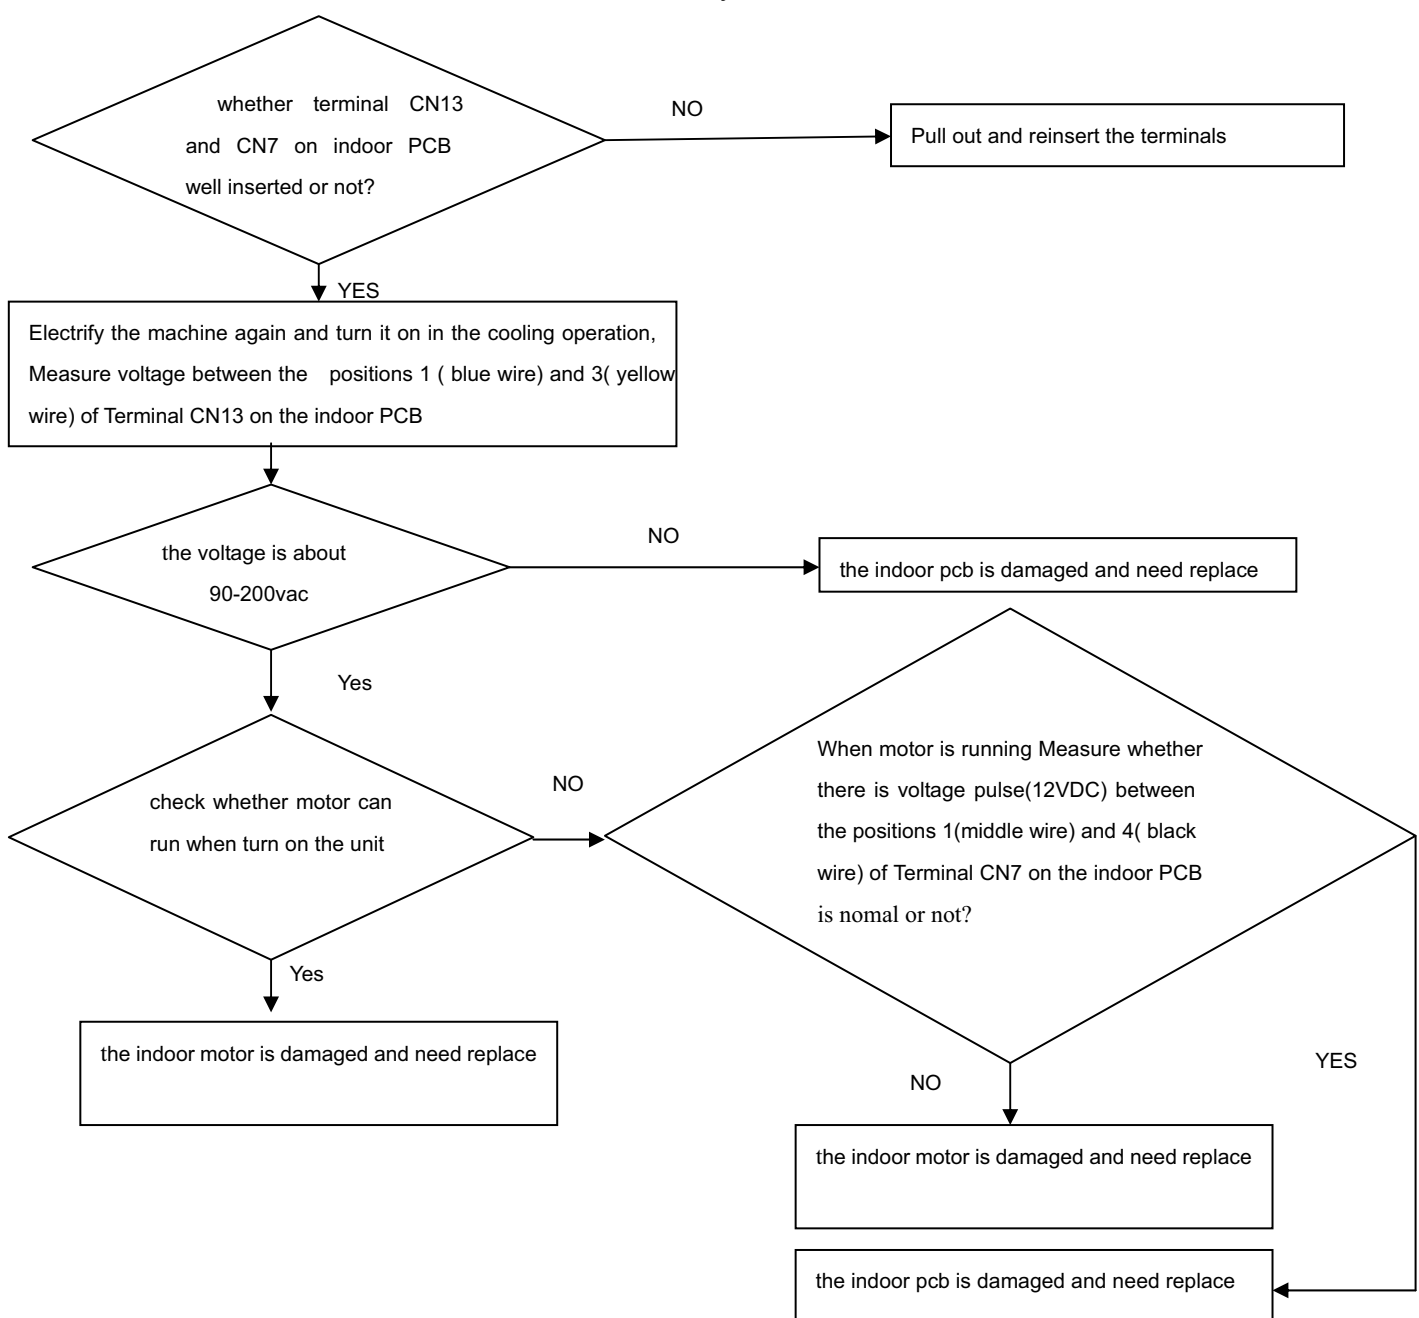 whether terminal CN13
and CN7 on indoor PCB
well inserted or not?
NO
Pull out and reinsert the terminals
YES
Electrify the machine again and turn it on in the cooling operation,
Measure voltage between the positions 1 ( blue wire) and 3( yellow
wire) of Terminal CN13 on the indoor PCB
the voltage is about
90-200vac
NO
the indoor pcb is damaged and need replace
Yes
check whether motor can
run when turn on the unit
NO
When motor is running Measure whether
there is voltage pulse(12VDC) between
the positions 1(middle wire) and 4( black
wire) of Terminal CN7 on the indoor PCB
is nomal or not?
Yes
the indoor motor is damaged and need replace
NO
YES
the indoor motor is damaged and need replace
the indoor pcb is damaged and need replace